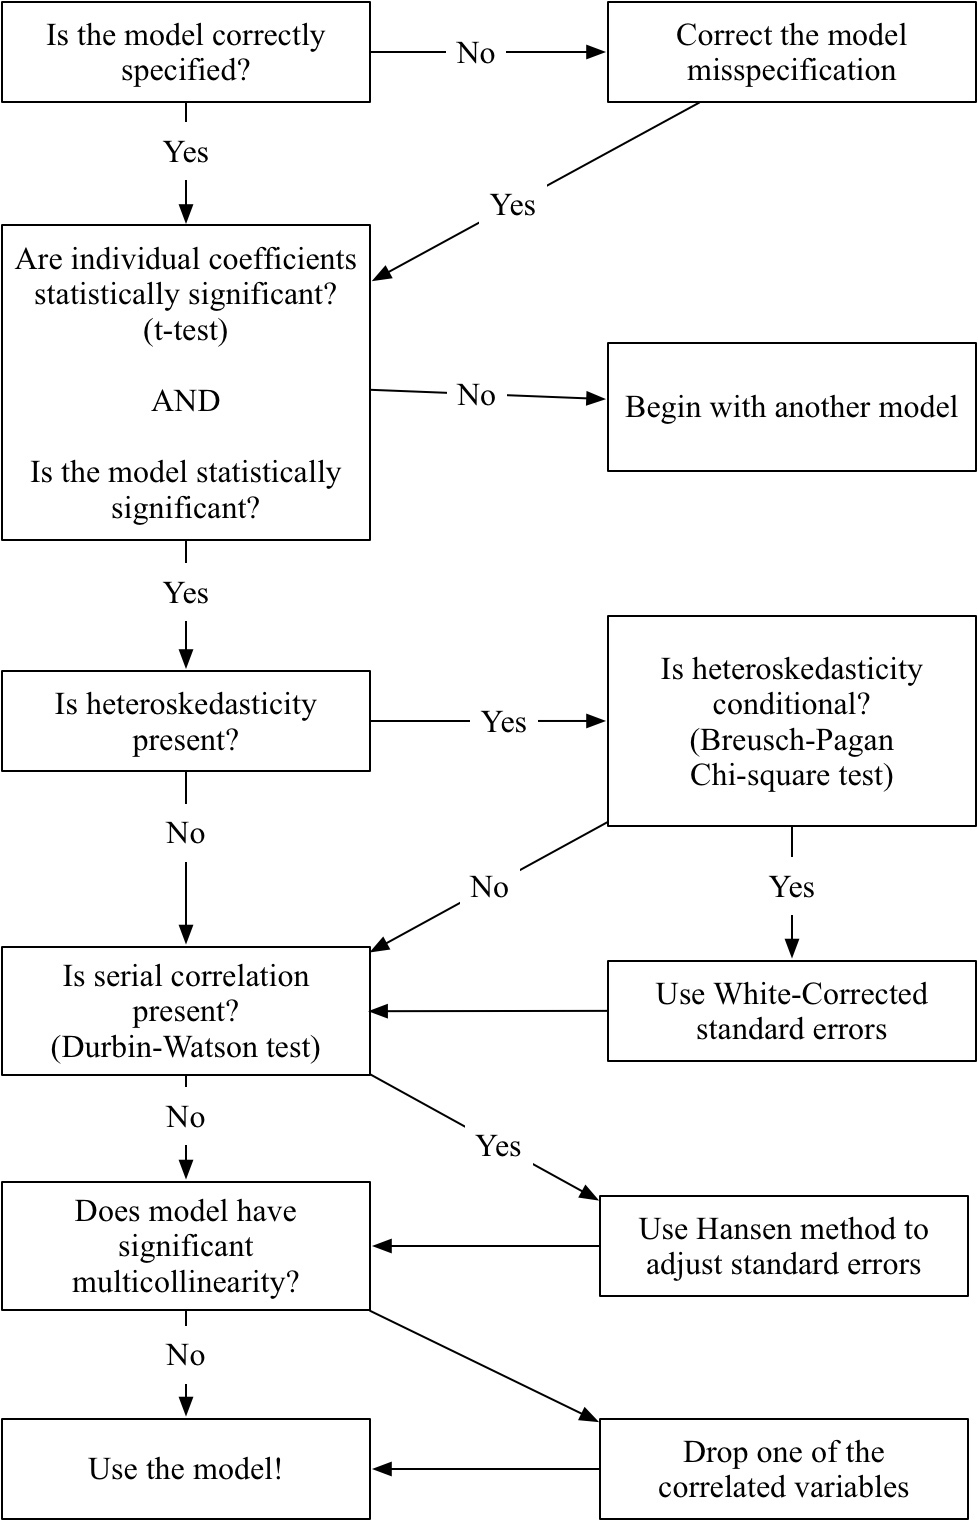 Is the model correctly
specified?
No
Correct the model
misspecification
Yes
Yes
Are individual coefficients
statistically significant?
(t-test)
AND
Is the model statistically
significant?
No
Begin with another model
Yes
Is heteroskedasticity
present?
Yes
Is heteroskedasticity
conditional?
(Breusch-Pagan
Chi-square test)
No
No
Yes
Is serial correlation
present?
(Durbin-Watson test)
Use White-Corrected
standard errors
No
Yes
Does model have
significant
multicollinearity?
Use Hansen method to
adjust standard errors
No
Use the model!
Drop one of the
correlated variables